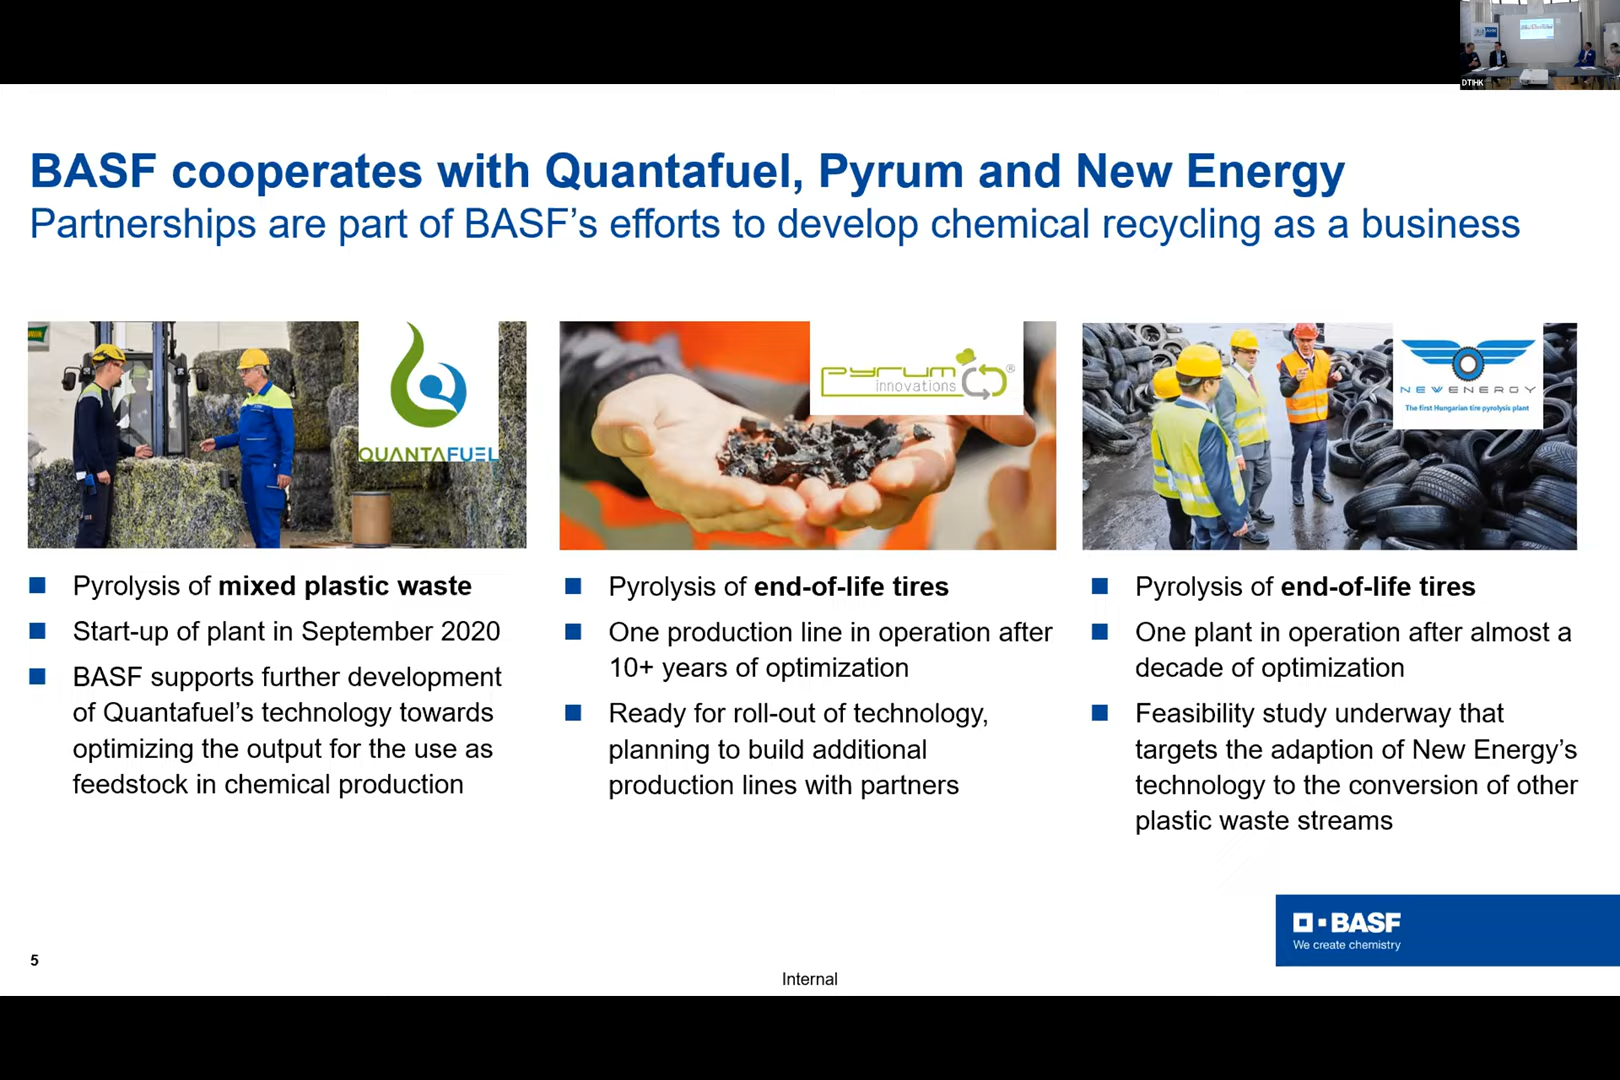 DTIHK
BASF cooperates with Quantafuel, Pyrum and New Energy
Partnerships are part of BASF's efforts to develop chemical recycling as a business
QUANTAFUEL
pyrum
innovations
®
NEW ENERGY
The first Hungarian tire pyrolysis plant
Pyrolysis of mixed plastic waste
Start-up of plant in September 2020
BASF supports further development
of Quantafuel's technology towards
optimizing the output for the use as
feedstock in chemical production
Pyrolysis of end-of-life tires
One production line in operation after
10+ years of optimization
Ready for roll-out of technology,
planning to build additional
production lines with partners
Pyrolysis of end-of-life tires
One plant in operation after almost a
decade of optimization
Feasibility study underway that
targets the adaption of New Energy's
technology to the conversion of other
plastic waste streams
BASF
We create chemistry
5
Internal